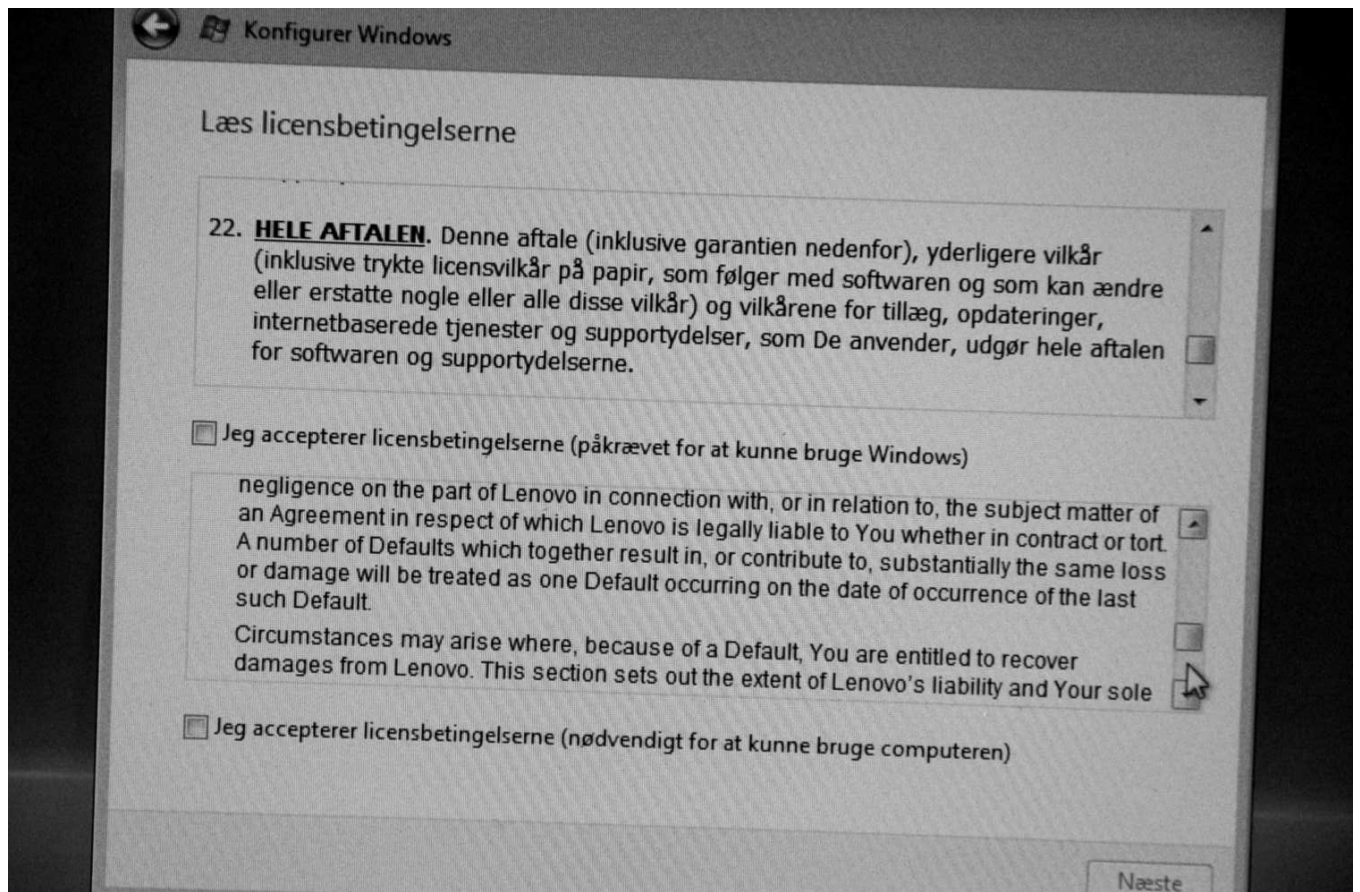 Konfigurer Windows
Læs licensbetingelserne
22. HELE AFTALEN. Denne aftale (inklusive garantien nedenfor), yderligere vilkår
(inklusive trykte licensvilkår på papir, som følger med softwaren og som kan ændre
eller erstatte nogle eller alle disse vilkår) og vilkårene for tillæg, opdateringer,
internetbaserede tjenester og supportydelser, som De anvender, udgør hele aftalen
for softwaren og supportydelserne.
Jeg accepterer licensbetingelserne (påkrævet for at kunne bruge Windows)
negligence on the part of Lenovo in connection with, or in relation to, the subject matter of
an Agreement in respect of which Lenovo is legally liable to You whether in contract or tort.
A number of Defaults which together result in, or contribute to, substantially the same loss
or damage will be treated as one Default occurring on the date of occurrence of the last
such Default.
Circumstances may arise where, because of a Default, You are entitled to recover
damages from Lenovo. This section sets out the extent of Lenovo's liability and Your sole
Jeg accepterer licensbetingelserne (nødvendigt for at kunne bruge computeren)
Næste